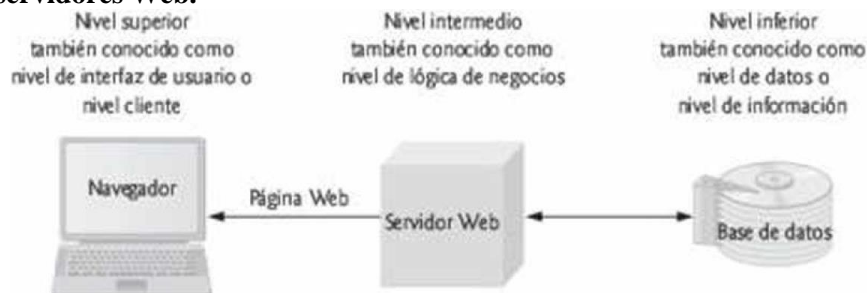 servidores Web.
Nivel superior
también conocido como
nivel de interfaz de usuario o
nivel cliente
Nivel intermedio
también conocido como
nivel de lógica de negocios
Nivel inferior
también conocido como
nivel de datos o
nivel de información
Navegador
Página Web
Servidor Web
Base de datos